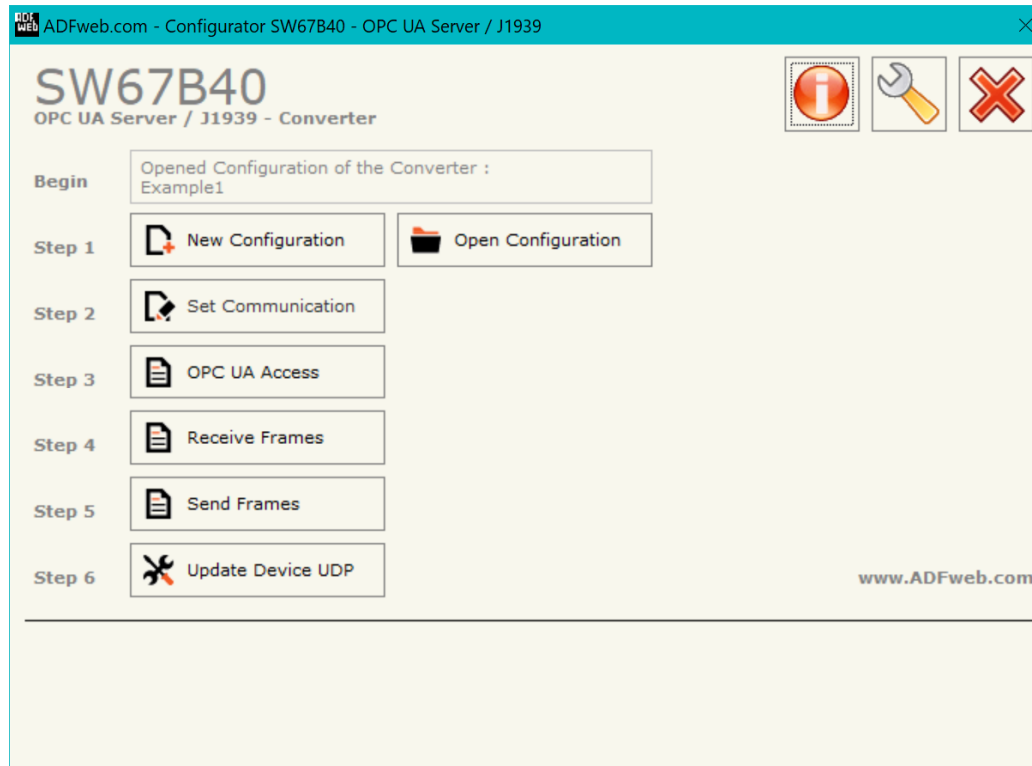 ADF
WEB
ADFweb.com - Configurator SW67B40 - OPC UA Server / J1939
SW67B40
OPC UA Server / J1939 - Converter
Begin
Opened Configuration of the Converter :
Example1
Step 1
New Configuration
Open Configuration
Step 2
Set Communication
Step 3
OPC UA Access
Step 4
Receive Frames
Step 5
Send Frames
Step 6
Update Device UDP
www.ADFweb.com